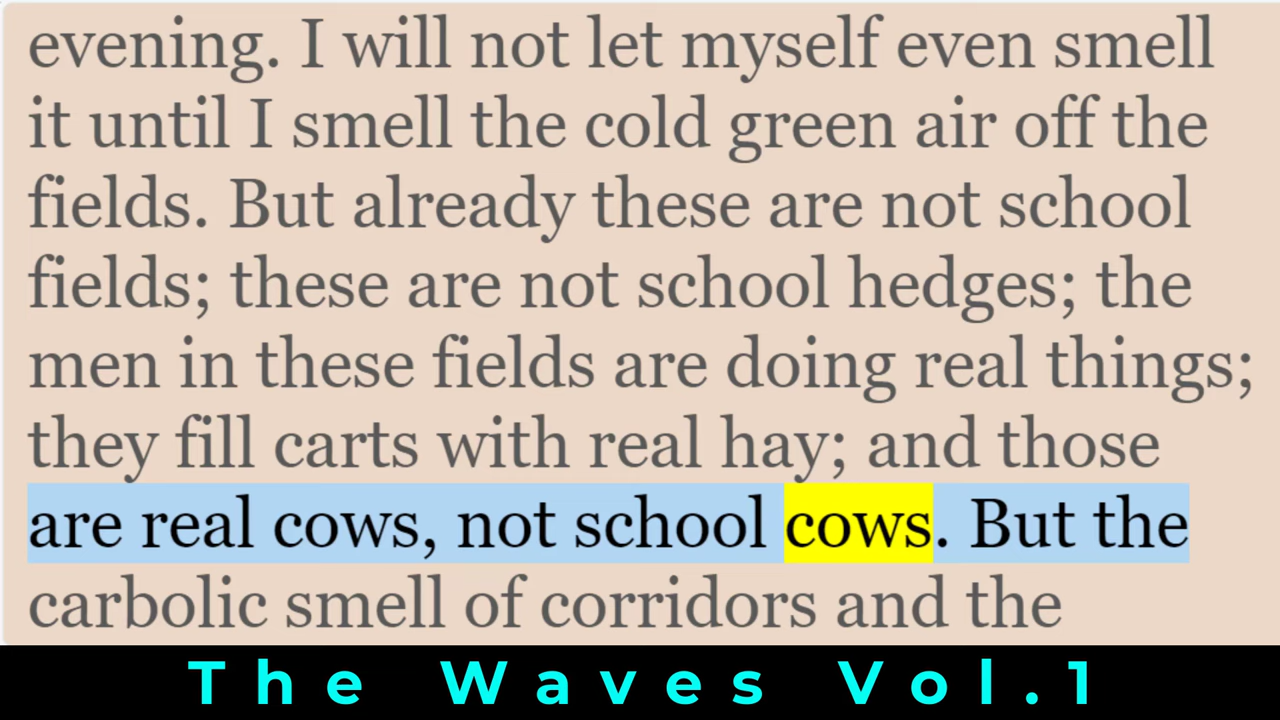 evening. I will not let myself even smell
it until I smell the cold green air off the
fields. But already these are not school
fields; these are not school hedges; the
men in these fields are doing real things;
they fill carts with real hay; and those
are real cows, not school cows. But the
carbolic smell of corridors and the
The Waves Vol.1